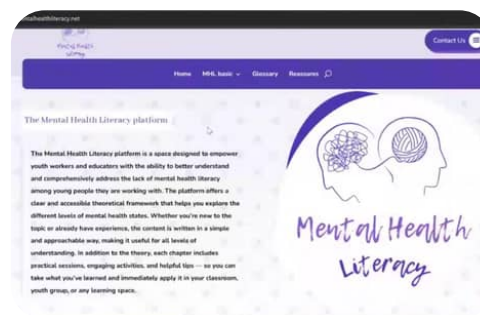 ntalhealthliteracy.net
Mental Health
Literacy
Contact Us
Home MHL basic Glossary Reasources
The Mental Health Literacy platform
The Mental Health Literacy platform is a space designed to empower
youth workers and educators with the ability to better understand
and comprehensively address the lack of mental health literacy
among young people they are working with. The platform offers a
clear and accessible theoretical framework that helps you explore the
different levels of mental health states. Whether you're new to the
topic or already have experience, the content is written in a simple
and approachable way, making it useful for all levels of
understanding. In addition to the theory, each chapter includes
practical sessions, engaging activities, and helpful tips — so you can
take what you've learned and immediately apply it in your classroom,
youth group, or any learning space.
Mental Health
Literacy